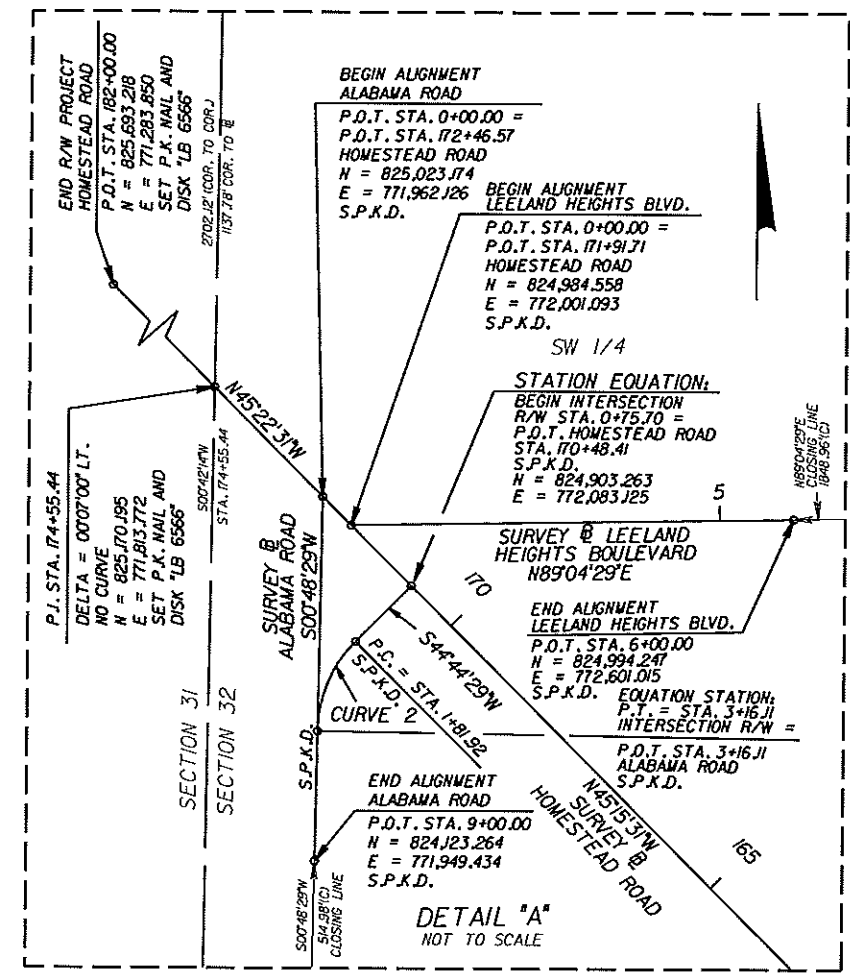 END R/W PROJECT
HOMESTEAD ROAD
P.O.T. STA. 182+00.00
N = 825,693.218
E = 771,283.850
SET P.K. NAIL AND
DISK "LB 6566"
2702.12' (COR. TO COR.)
1137.78' COR. TO ℄
BEGIN ALIGNMENT
ALABAMA ROAD
P.O.T. STA. 0+00.00 =
P.O.T. STA. 172+46.57
HOMESTEAD ROAD
N = 825,023.174
E = 771,962.126
S.P.K.D.
BEGIN ALIGNMENT
LEELAND HEIGHTS BLVD.
P.O.T. STA. 0+00.00 =
P.O.T. STA. 171+91.71
HOMESTEAD ROAD
N = 824,984.558
E = 772,001.093
S.P.K.D.
SW 1/4
STATION EQUATION:
BEGIN INTERSECTION
R/W STA. 0+75.70 =
P.O.T. HOMESTEAD ROAD
STA. 170+48.41
S.P.K.D.
N = 824,903.263
E = 772,083.125
N89°04'29"E
CLOSING LINE
1848.96'(C)
5
P.I. STA. 174+55.44
DELTA = 00°07'00" LT.
NO CURVE
N = 825,170.195
E = 771,813.772
SET P.K. NAIL AND
DISK "LB 6566"
S00°42'14"W
STA. 174+55.44
N45°22'31"W
SURVEY ℄
ALABAMA ROAD
S00°48'29"W
SURVEY ℄ LEELAND
HEIGHTS BOULEVARD
N89°04'29"E
170
END ALIGNMENT
LEELAND HEIGHTS BLVD.
P.O.T. STA. 6+00.00
N = 824,994.247
E = 772,601.015
S.P.K.D.
S44°44'29"W
P.C. = STA. 1+81.92
S.P.K.D.
CURVE 2
EQUATION STATION:
P.T. = STA. 3+16.11
INTERSECTION R/W =
P.O.T. STA. 3+16.11
ALABAMA ROAD
S.P.K.D.
SECTION 31
SECTION 32
S.P.K.D.
END ALIGNMENT
ALABAMA ROAD
P.O.T. STA. 9+00.00
N = 824,123.264
E = 771,949.434
S.P.K.D.
N45°15'31"W
SURVEY ℄
HOMESTEAD ROAD
165
S00°48'29"W
514.98'(C)
CLOSING LINE
DETAIL "A"
NOT TO SCALE